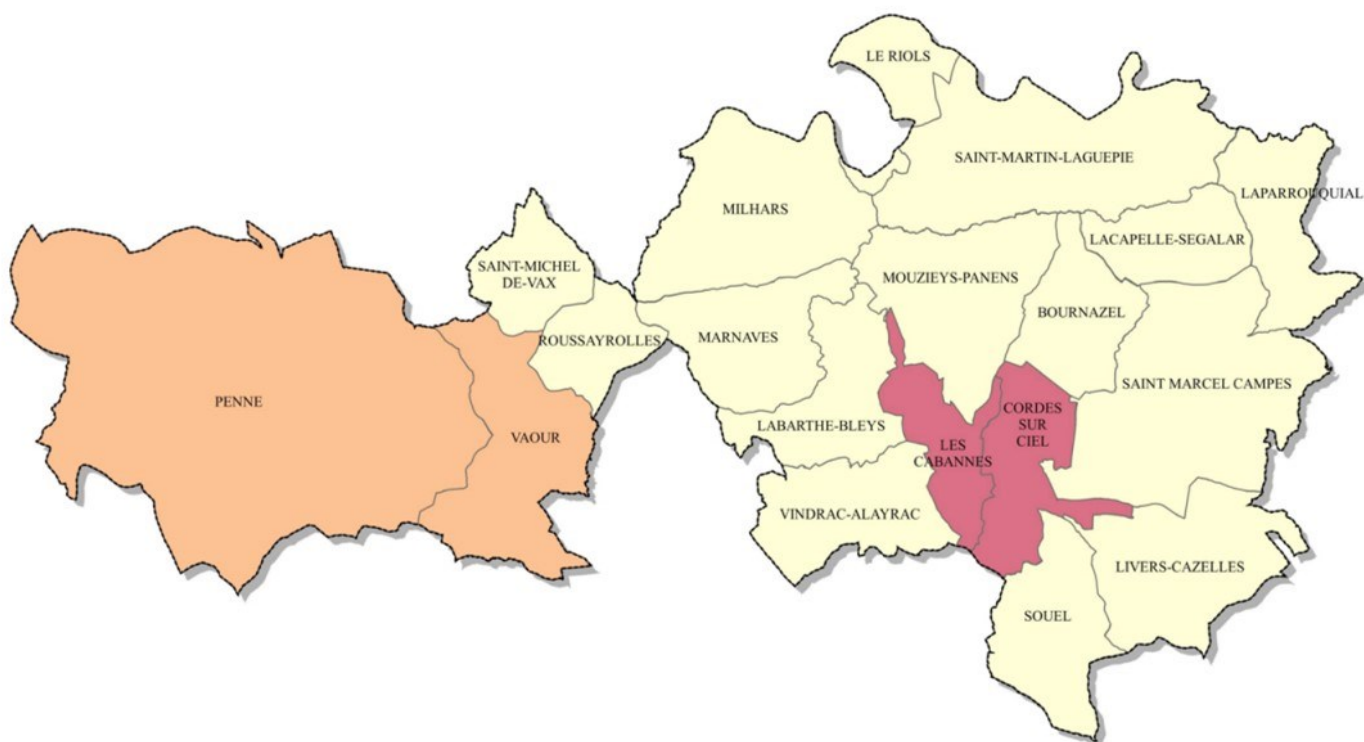 LE RIOLS
SAINT-MARTIN-LAGUEPIE
LAPARROUQUIAL
MILHARS
LACAPELLE-SEGALAR
SAINT-MICHEL
DE-VAX
MOUZIEYS-PANENS
BOURNAZEL
ROUSSAYROLLES
MARNAVES
SAINT MARCEL CAMPES
PENNE
VAOUR
LABARTHE-BLEYS
CORDES
SUR
CIEL
LES
CABANNES
VINDRAC-ALAYRAC
LIVERS-CAZELLES
SOUEL